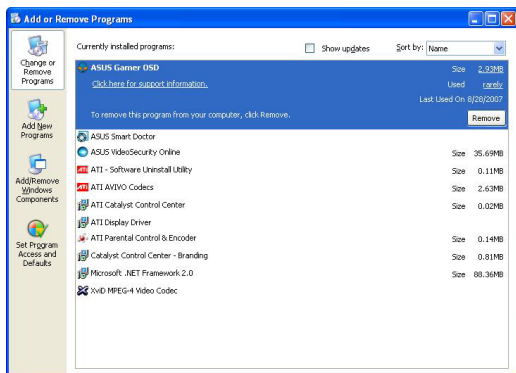 Add or Remove Programs
Change or Remove Programs
Add New Programs
Add/Remove Windows Components
Set Program Access and Defaults
Currently installed programs:
Show updates
Sort by: Name
ASUS Gamer OSD
Size 2.93MB
Click here for support information.
Used rarely
Last Used On 8/28/2007
To remove this program from your computer, click Remove.
Remove
ASUS Smart Doctor
ASUS VideoSecurity Online Size 35.69MB
ATI - Software Uninstall Utility Size 0.11MB
ATI AVIVO Codecs Size 2.63MB
ATI Catalyst Control Center Size 0.02MB
ATI Display Driver
ATI Parental Control & Encoder Size 0.14MB
Catalyst Control Center - Branding Size 0.81MB
Microsoft .NET Framework 2.0 Size 88.36MB
XviD MPEG-4 Video Codec